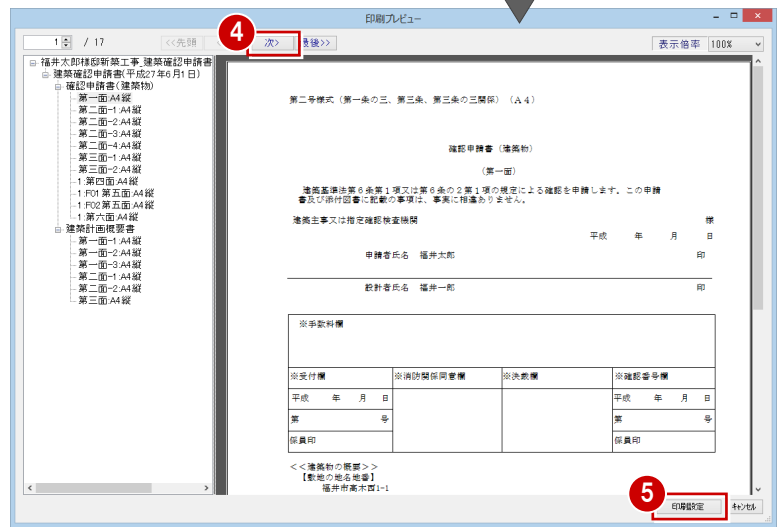 印刷プレビュー
1 / 17 <<先頭 次> 最後>> 表示倍率 100%
4
福井太郎様邸新築工事_建築確認申請書
建築確認申請書(平成27年6月1日)
確認申請書(建築物)
第一面:A4縦
第二面-1:A4縦
第二面-2:A4縦
第二面-3:A4縦
第二面-4:A4縦
第三面-1:A4縦
第三面-2:A4縦
1:第四面:A4縦
1:F01 第五面:A4縦
1:F02 第五面:A4縦
1:第六面:A4縦
建築計画概要書
第一面-1:A4縦
第一面-2:A4縦
第一面-3:A4縦
第二面-1:A4縦
第二面-2:A4縦
第三面:A4縦
第二号様式(第一条の三、第三条、第三条の三関係)(A4)
確認申請書(建築物)
(第一面)
建築基準法第6条第1項又は第6条の2第1項の規定による確認を申請します。この申請
書及び添付図書に記載の事項は、事実に相違ありません。
建築主事又は指定確認検査機関 様
平成 年 月 日
申請者氏名 福井太郎 印
設計者氏名 福井一郎 印
※手数料欄
※受付欄 ※消防関係同意欄 ※決裁欄 ※確認番号欄
平成 年 月 日 平成 年 月 日
第 号 第 号
係員印 係員印
<<建築物の概要>>
【敷地の地名地番】
福井市高木西1-1
5
印刷設定 キャンセル